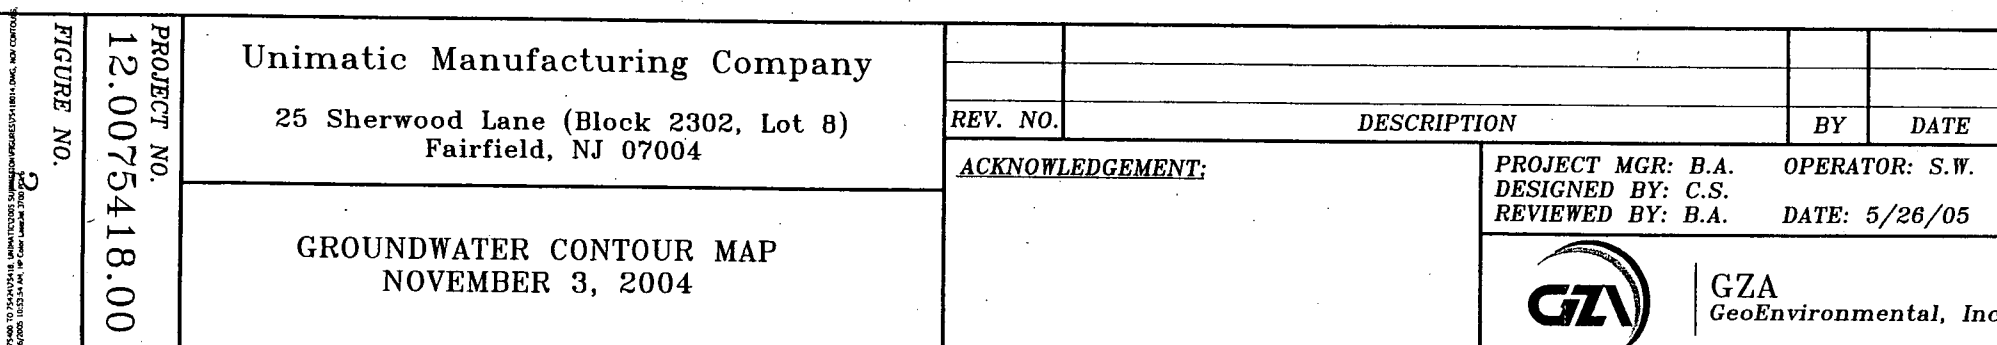 FIGURE NO.
2
PROJECT NO.
12.0075418.00
Unimatic Manufacturing Company
25 Sherwood Lane (Block 2302, Lot 8)
Fairfield, NJ 07004
GROUNDWATER CONTOUR MAP
NOVEMBER 3, 2004
REV. NO. DESCRIPTION BY DATE
ACKNOWLEDGEMENT:
PROJECT MGR: B.A. OPERATOR: S.W.
DESIGNED BY: C.S.
REVIEWED BY: B.A. DATE: 5/26/05
GZA
GZA
GeoEnvironmental, Inc